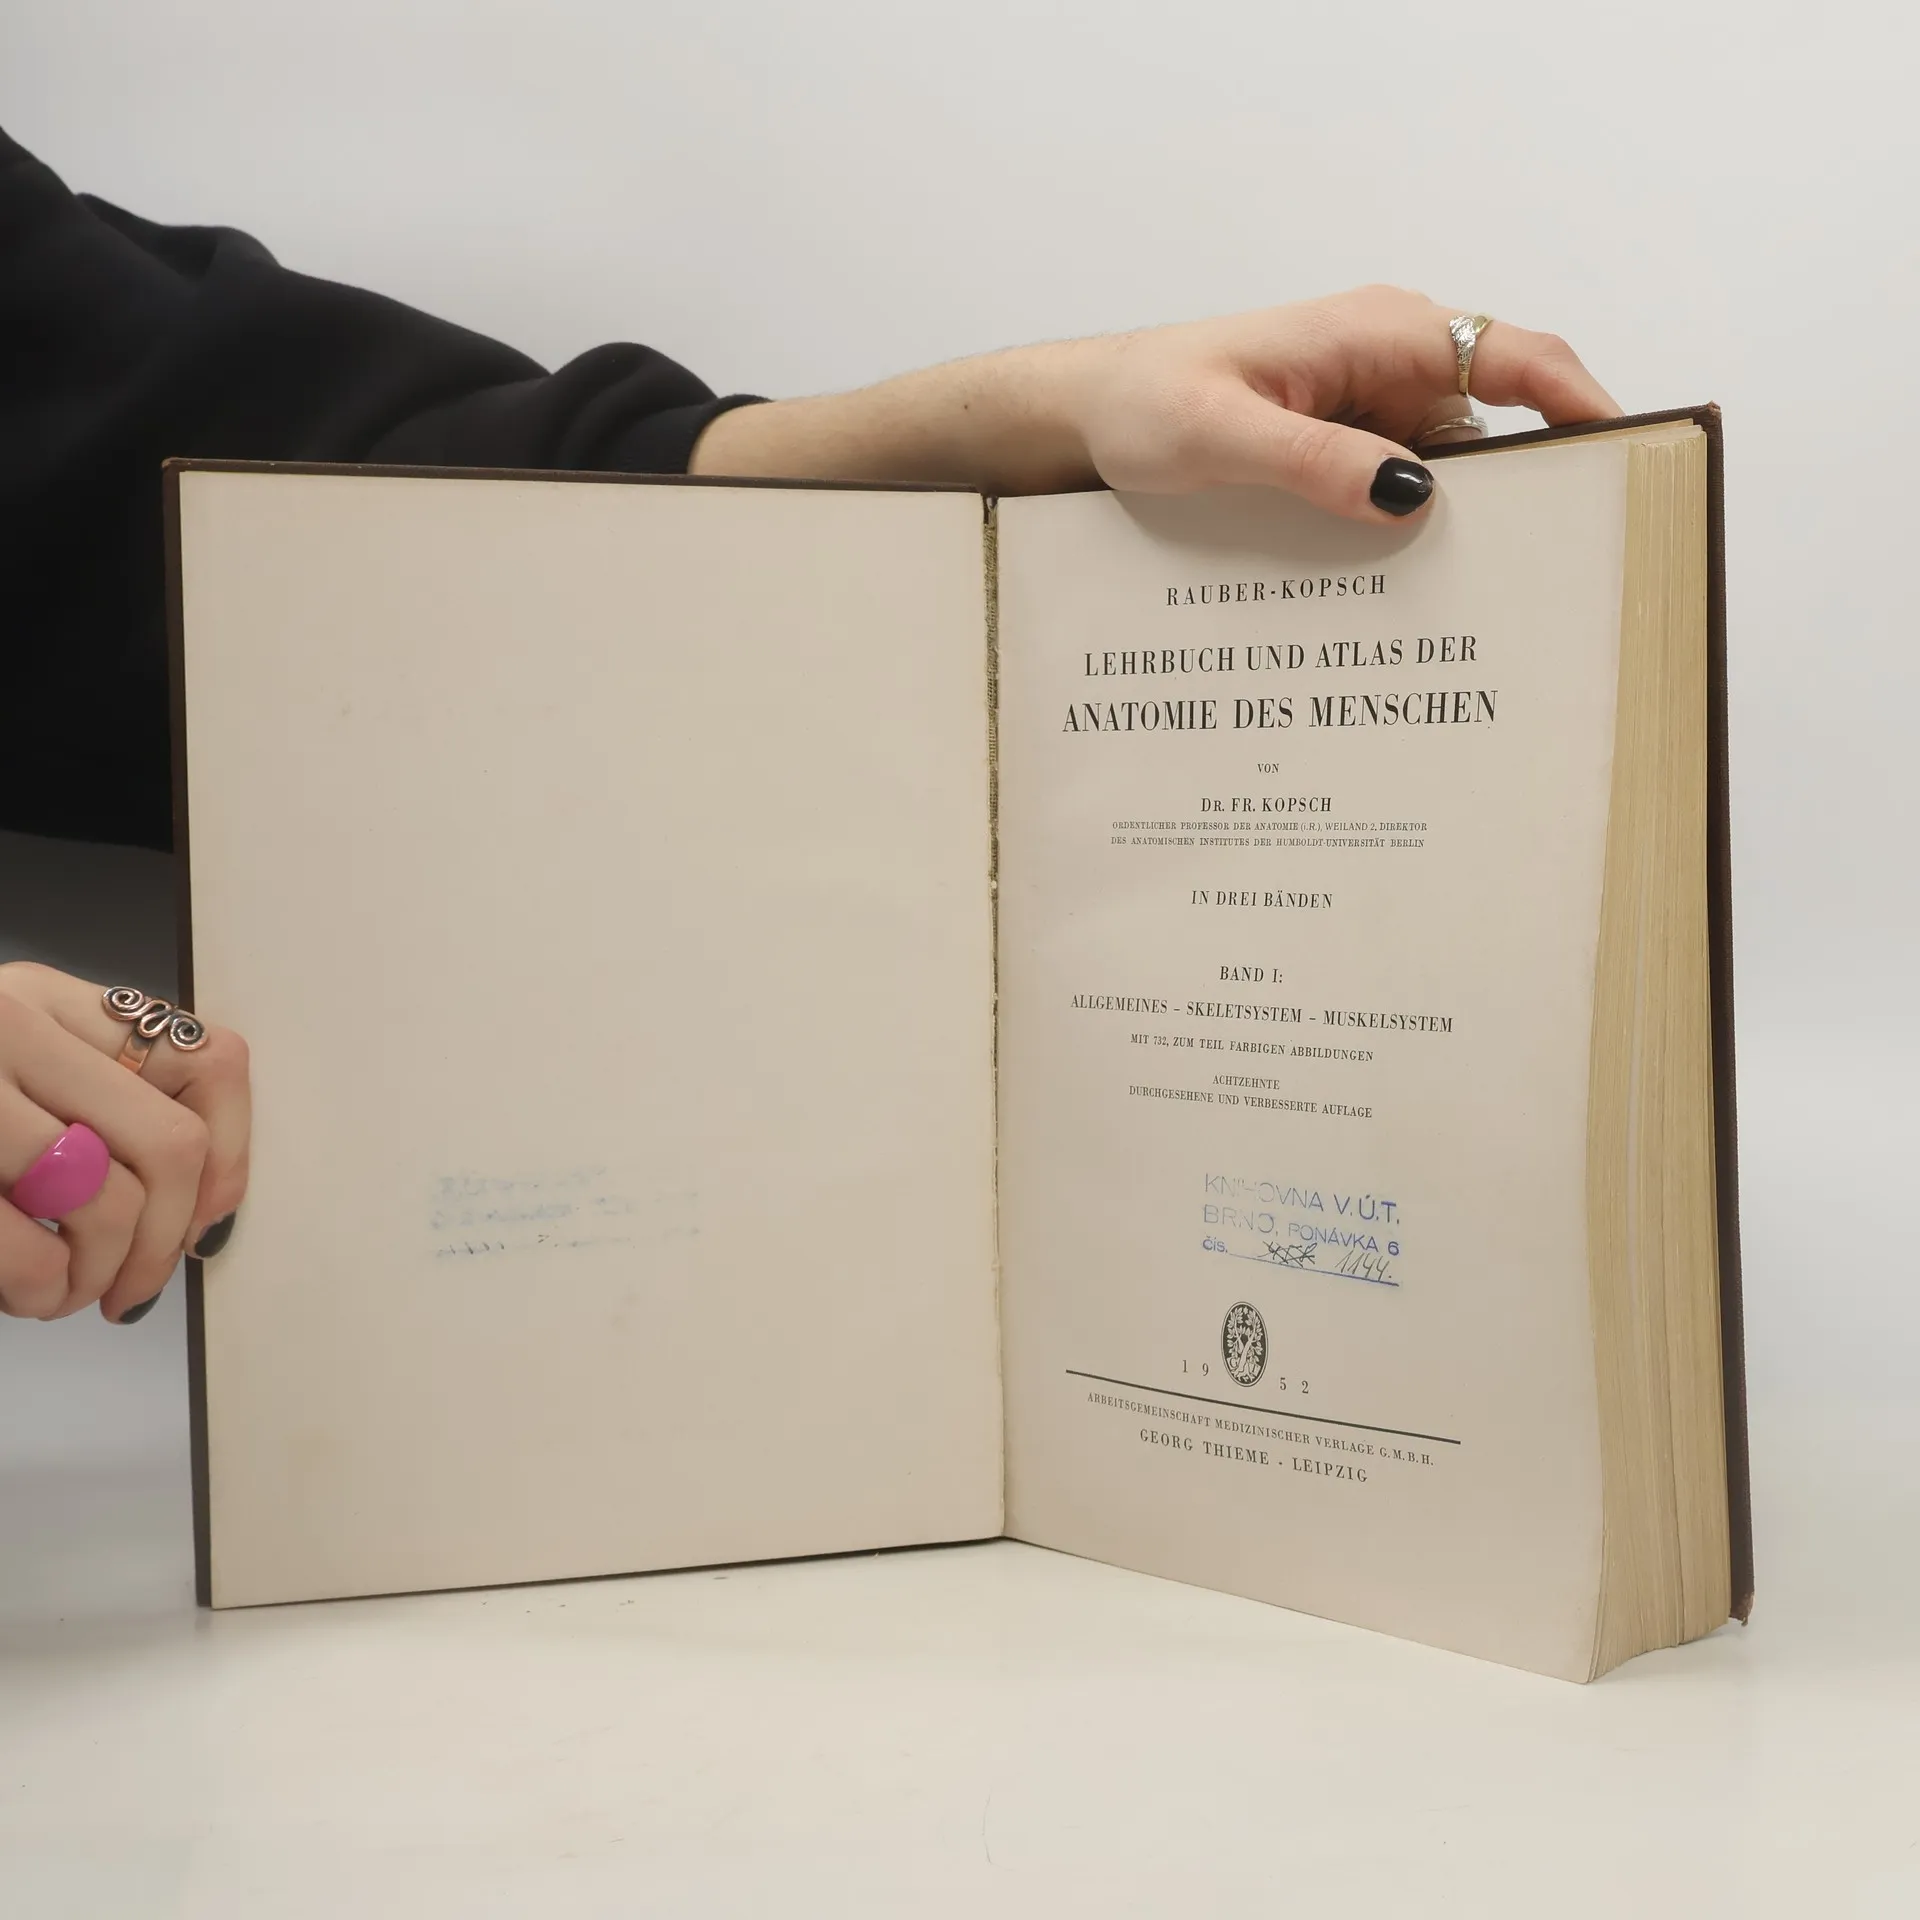 RAUBER-KOPSCH
LEHRBUCH UND ATLAS DER
ANATOMIE DES MENSCHEN
VON
DR. FR. KOPSCH
ORDENTLICHER PROFESSOR DER ANATOMIE (i.R.), WEILAND 2. DIREKTOR
DES ANATOMISCHEN INSTITUTES DER HUMBOLDT-UNIVERSITÄT BERLIN
IN DREI BÄNDEN
BAND I:
ALLGEMEINES – SKELETSYSTEM – MUSKELSYSTEM
MIT 732, ZUM TEIL FARBIGEN ABBILDUNGEN
ACHTZEHNTE
DURCHGESEHENE UND VERBESSERTE AUFLAGE
KNIHOVNA V.Ú.T.
BRNO, PONÁVKA 6
čís. 1144.
1952
ARBEITSGEMEINSCHAFT MEDIZINISCHER VERLAGE G.M.B.H.
GEORG THIEME · LEIPZIG